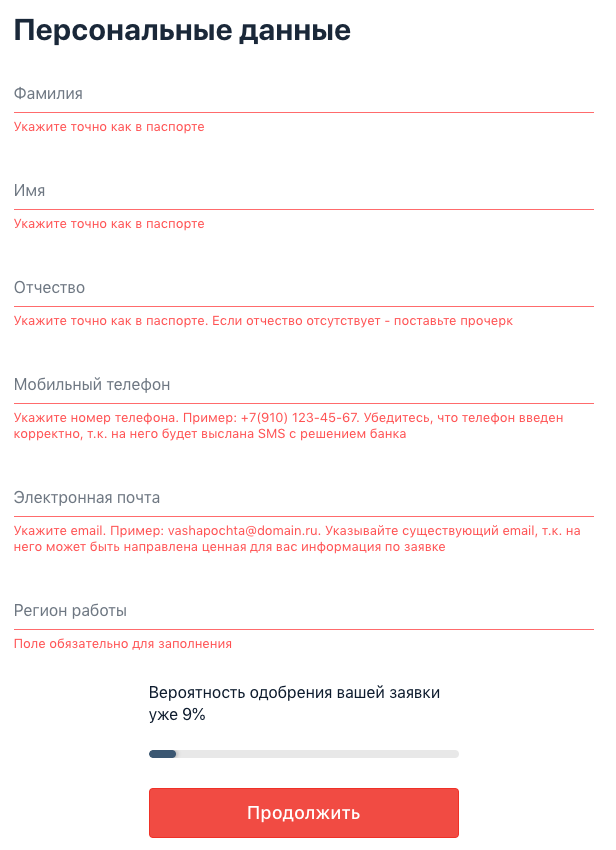 Персональные данные
Фамилия
Укажите точно как в паспорте
Имя
Укажите точно как в паспорте
Отчество
Укажите точно как в паспорте. Если отчество отсутствует - поставьте прочерк
Мобильный телефон
Укажите номер телефона. Пример: +7(910) 123-45-67. Убедитесь, что телефон введен
корректно, т.к. на него будет выслана SMS с решением банка
Электронная почта
Укажите email. Пример: vashapochta@domain.ru. Указывайте существующий email, т.к. на
него может быть направлена ценная для вас информация по заявке
Регион работы
Поле обязательно для заполнения
Вероятность одобрения вашей заявки
уже 9%
Продолжить